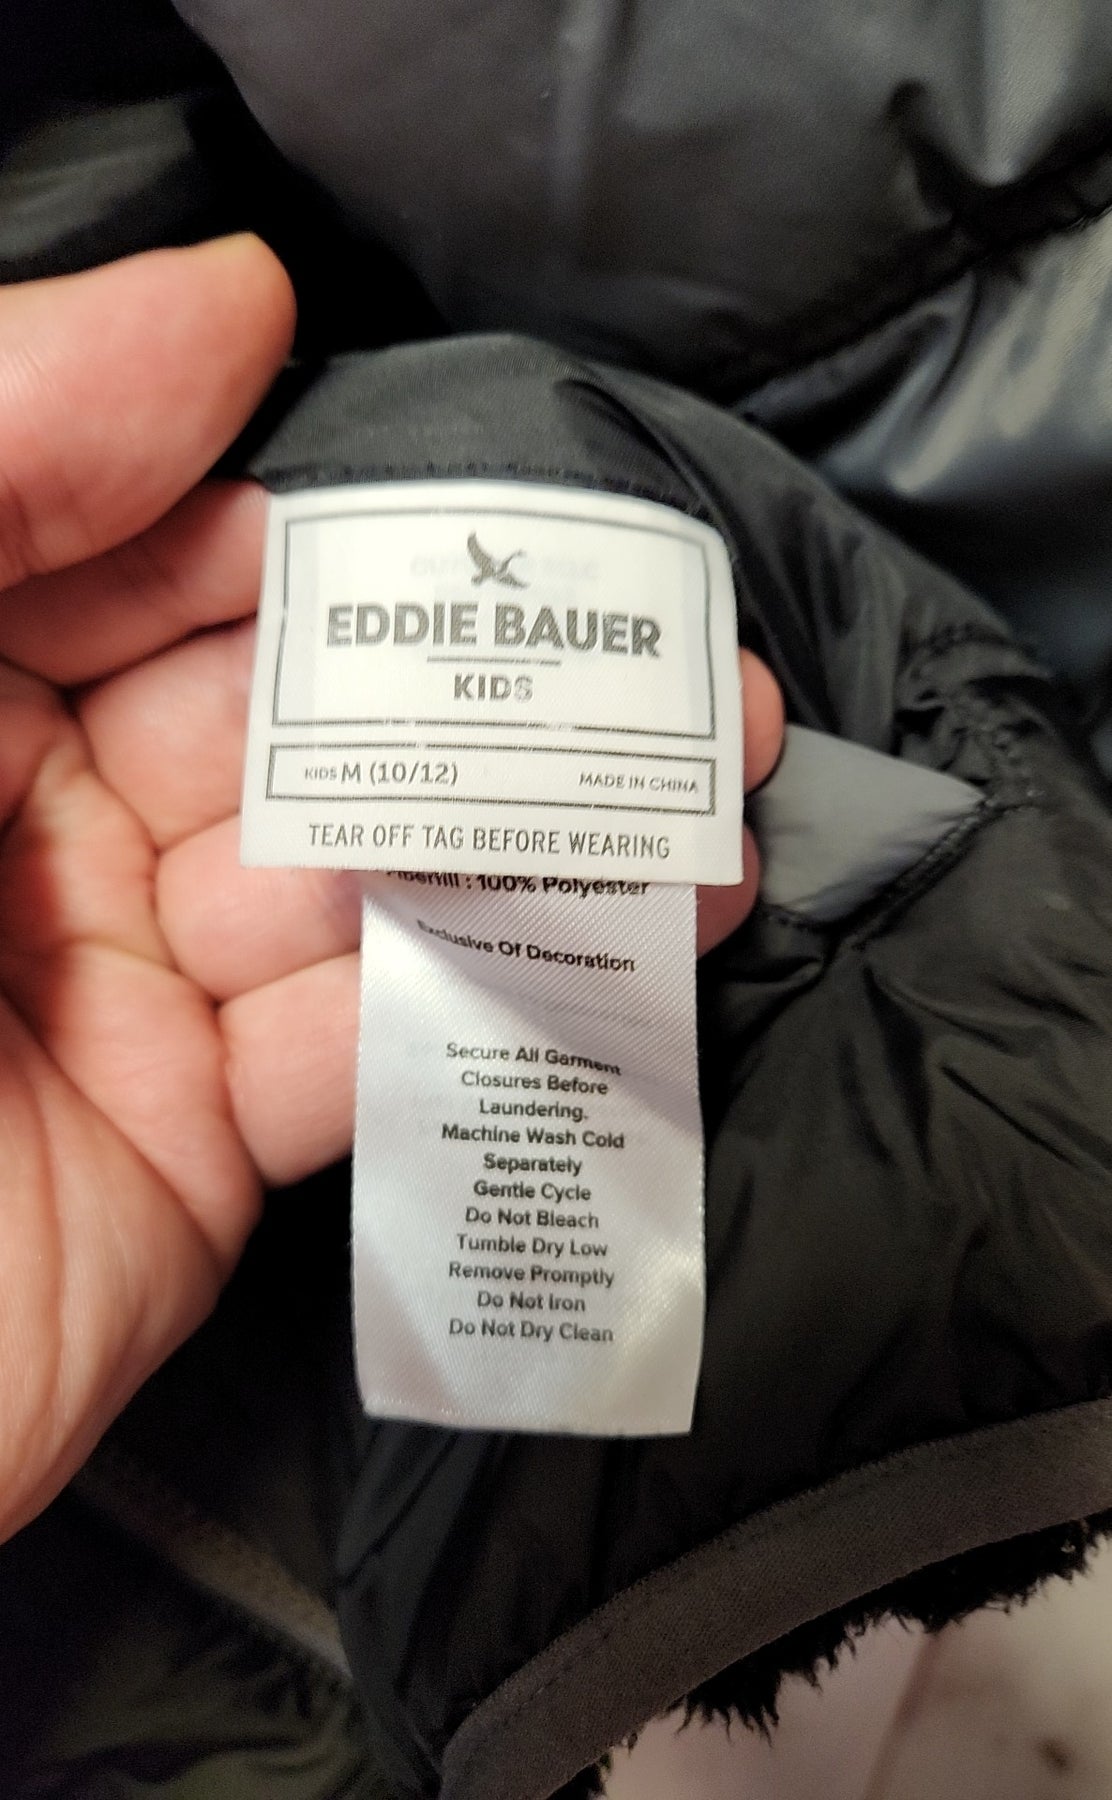 EDDIE BAUER
KIDS
KIDS M (10/12) MADE IN CHINA
TEAR OFF TAG BEFORE WEARING
Fiberfill : 100% Polyester
Exclusive Of Decoration
Secure All Garment
Closures Before
Laundering.
Machine Wash Cold
Separately
Gentle Cycle
Do Not Bleach
Tumble Dry Low
Remove Promptly
Do Not Iron
Do Not Dry Clean